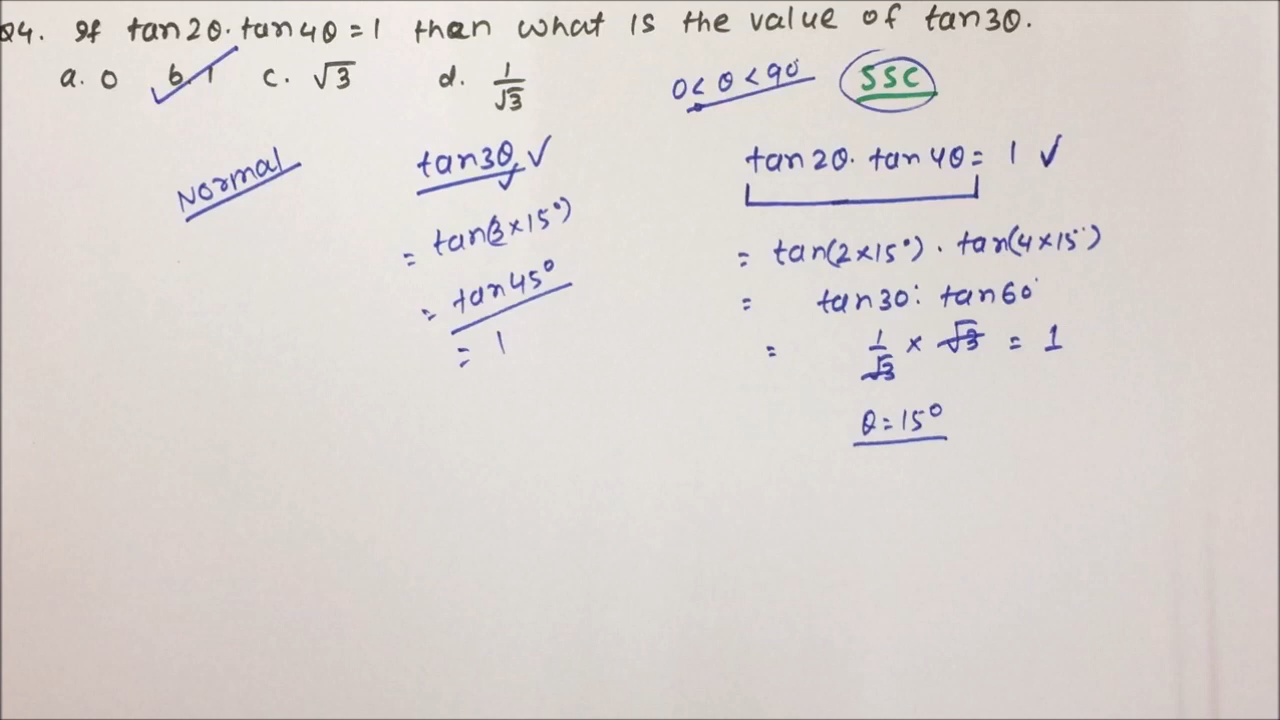 Q4. If tan2θ. tan4θ = 1 then what is the value of tan3θ.
a. 0 b. 1 c. √3 d. 1/√3
0 < θ < 90
SSC
Normal
tan3θ ✓
= tan(3×15°)
= tan45°
= 1
tan2θ. tan4θ = 1 ✓
= tan(2×15°) . tan(4×15°)
= tan30°. tan60°
= 1/√3 × √3 = 1
θ = 15°